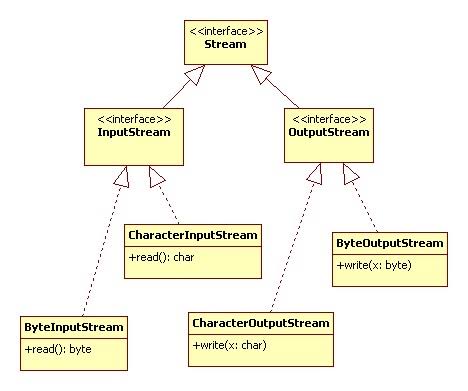 <<interface>>
Stream
<<interface>>
InputStream
<<interface>>
OutputStream
CharacterInputStream
+read(): char
ByteOutputStream
+write(x: byte)
ByteInputStream
+read(): byte
CharacterOutputStream
+write(x: char)